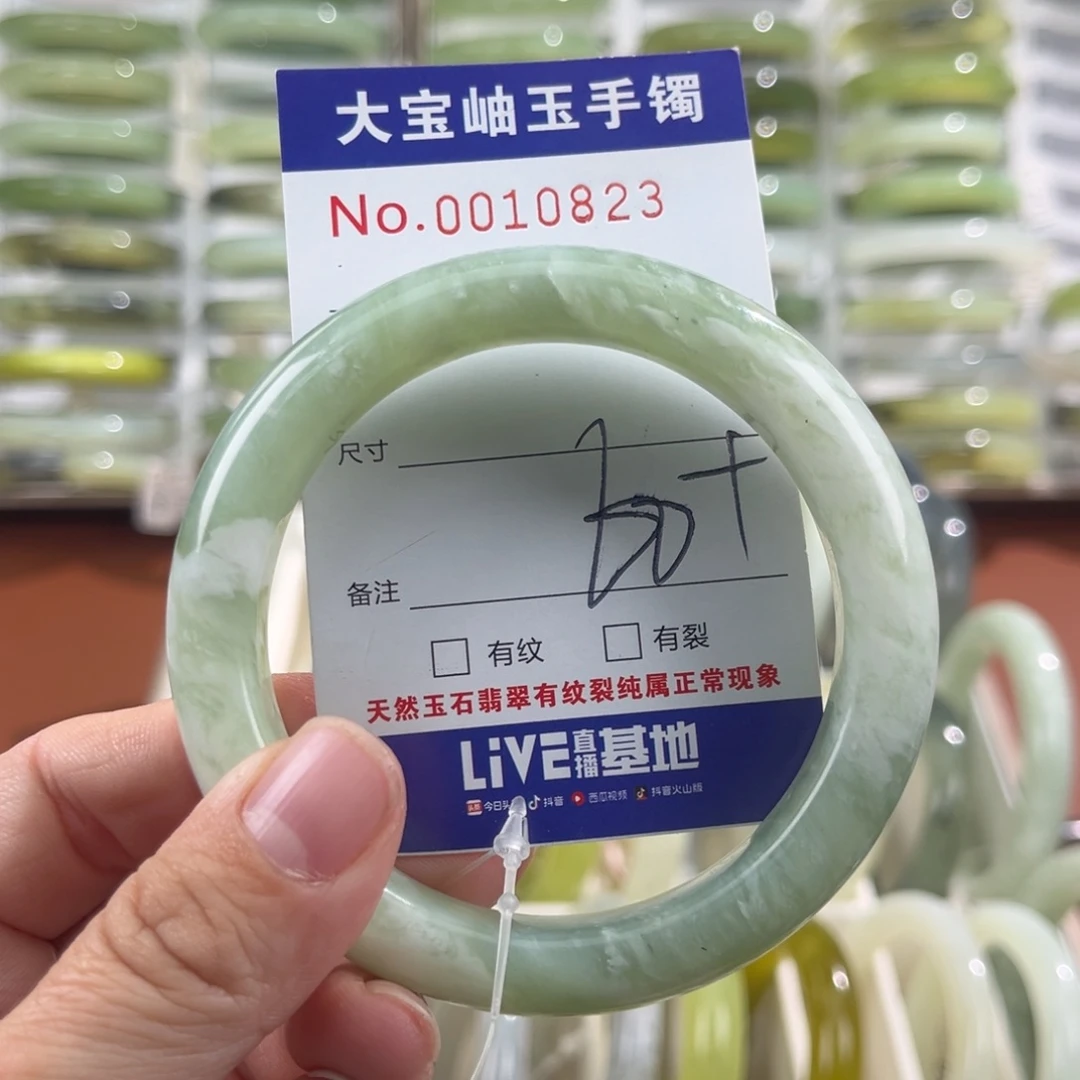 大宝岫玉手镯
No.0010823
尺寸
备注
有纹 有裂
天然玉石翡翠有纹裂纯属正常现象
LiVE直播基地
今日头 抖音 西瓜视频 抖音火山版